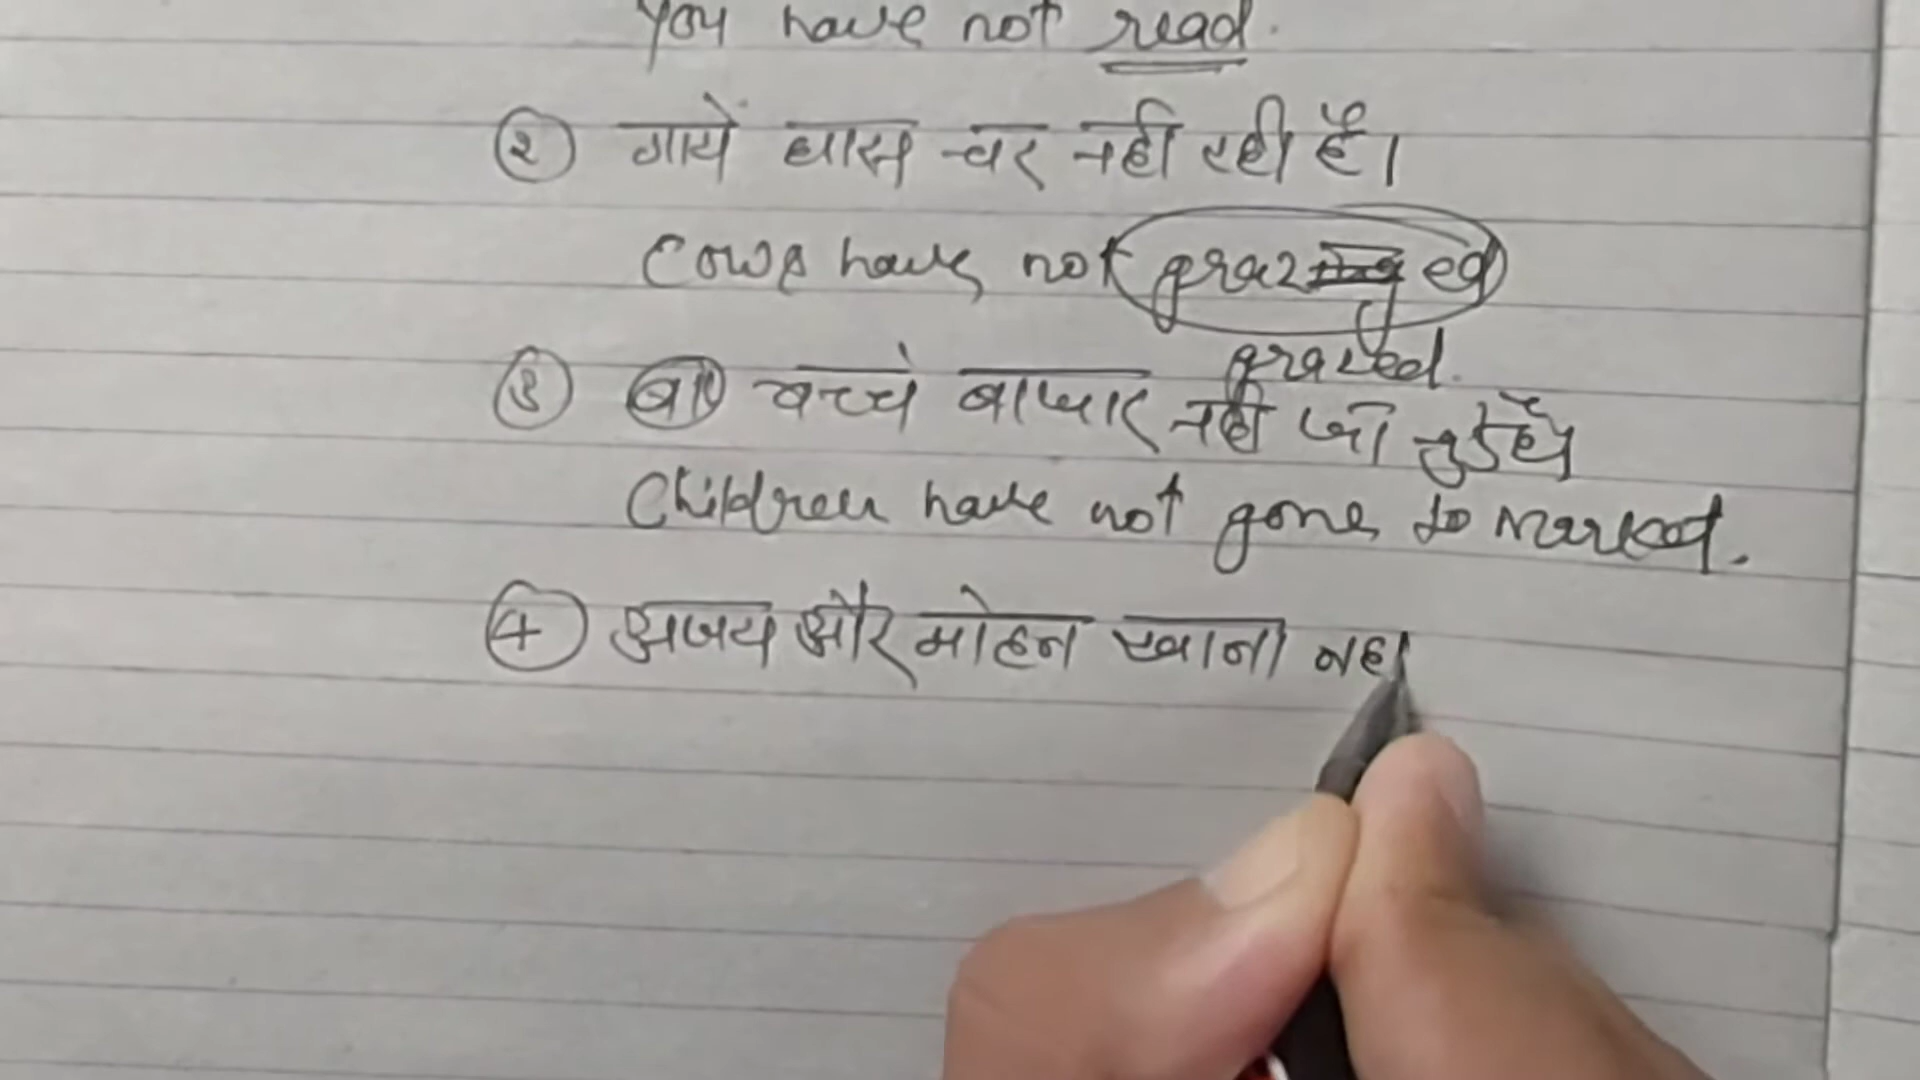 You have not read.
② गायें घास चर नही रही है।
Cows have not grazed
grazed.
③ बच्चे बाजार नही जा चुके है
Children have not gone to market.
④ अजय और मोहन खाना नहा